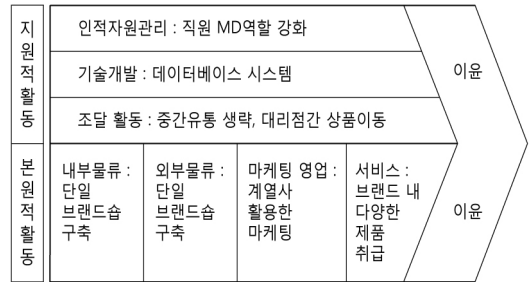 지원적활동
인적자원관리 : 직원 MD역할 강화
기술개발 : 데이터베이스 시스템
조달 활동 : 중간유통 생략, 대리점간 상품이동
이윤
본원적활동
내부물류 :
단일
브랜드숍
구축
외부물류 :
단일
브랜드숍
구축
마케팅 영업 :
계열사
활용한
마케팅
서비스 :
브랜드 내
다양한
제품
취급
이윤